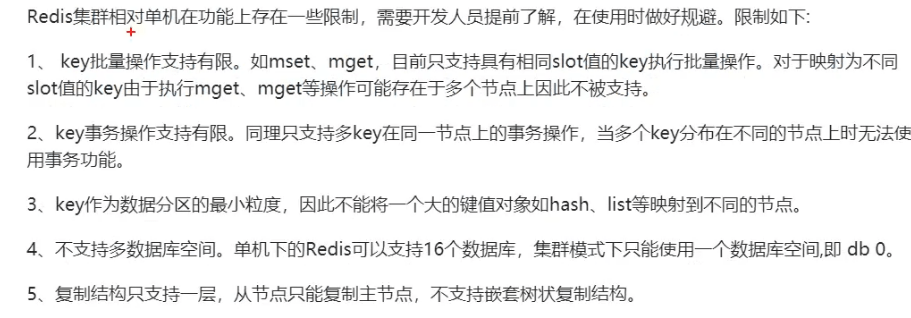 Redis集群相对单机在功能上存在一些限制，需要开发人员提前了解，在使用时做好规避。限制如下:
1、 key批量操作支持有限。如mset、mget，目前只支持具有相同slot值的key执行批量操作。对于映射为不同
slot值的key由于执行mget、mget等操作可能存在于多个节点上因此不被支持。
2、key事务操作支持有限。同理只支持多key在同一节点上的事务操作，当多个key分布在不同的节点上时无法使
用事务功能。
3、key作为数据分区的最小粒度，因此不能将一个大的键值对象如hash、list等映射到不同的节点。
4、不支持多数据库空间。单机下的Redis可以支持16个数据库，集群模式下只能使用一个数据库空间,即 db 0。
5、复制结构只支持一层，从节点只能复制主节点，不支持嵌套树状复制结构。